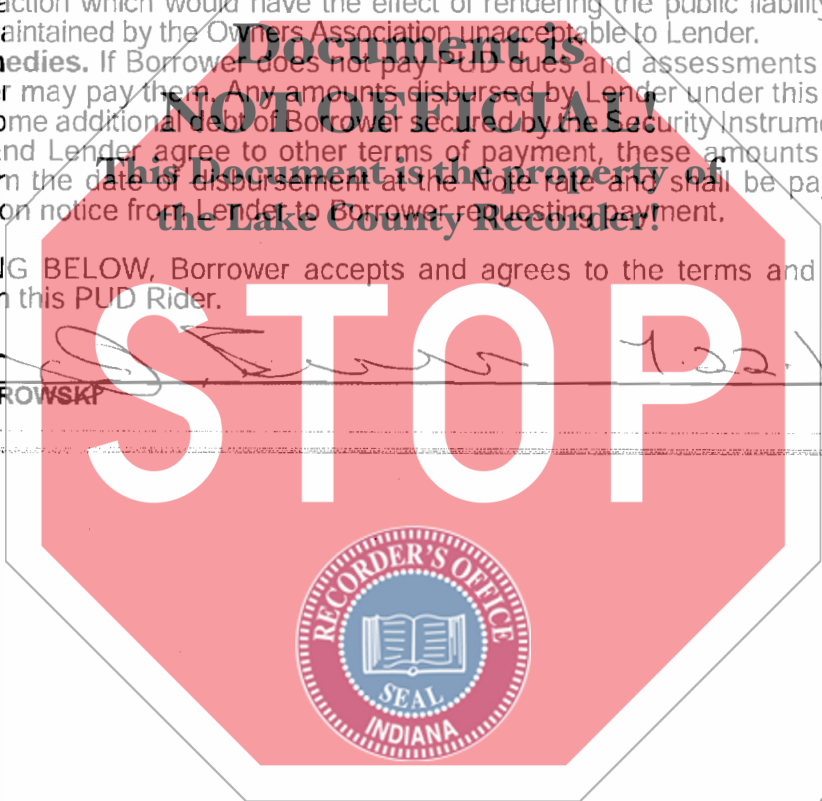 action which would have the effect of rendering the public liability
aintained by the Owners Association unacceptable to Lender.
Document is
edies. If Borrower does not pay PUD dues and assessments
r may pay them. Any amounts disbursed by Lender under this
NOT OFFICIAL!
ome additional debt of Borrower secured by the Security Instrume
nd Lender agree to other terms of payment, these amounts
This Document is the property of
m the date of disbursement at the Note rate and shall be pay
on notice from Lender to Borrower requesting payment.
the Lake County Recorder!
NG BELOW, Borrower accepts and agrees to the terms and
n this PUD Rider.
STOP
ROWSKI
RECORDER'S OFFICE
SEAL
INDIANA